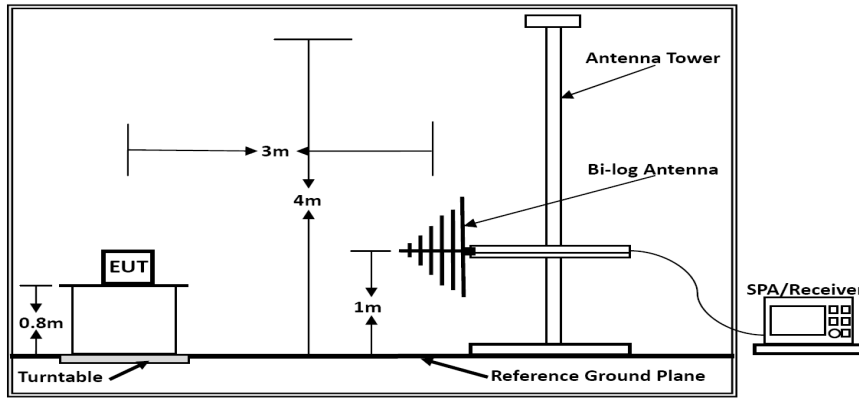 Antenna Tower
3m
Bi-log Antenna
4m
EUT
SPA/Receiver
1m
0.8m
Turntable
Reference Ground Plane